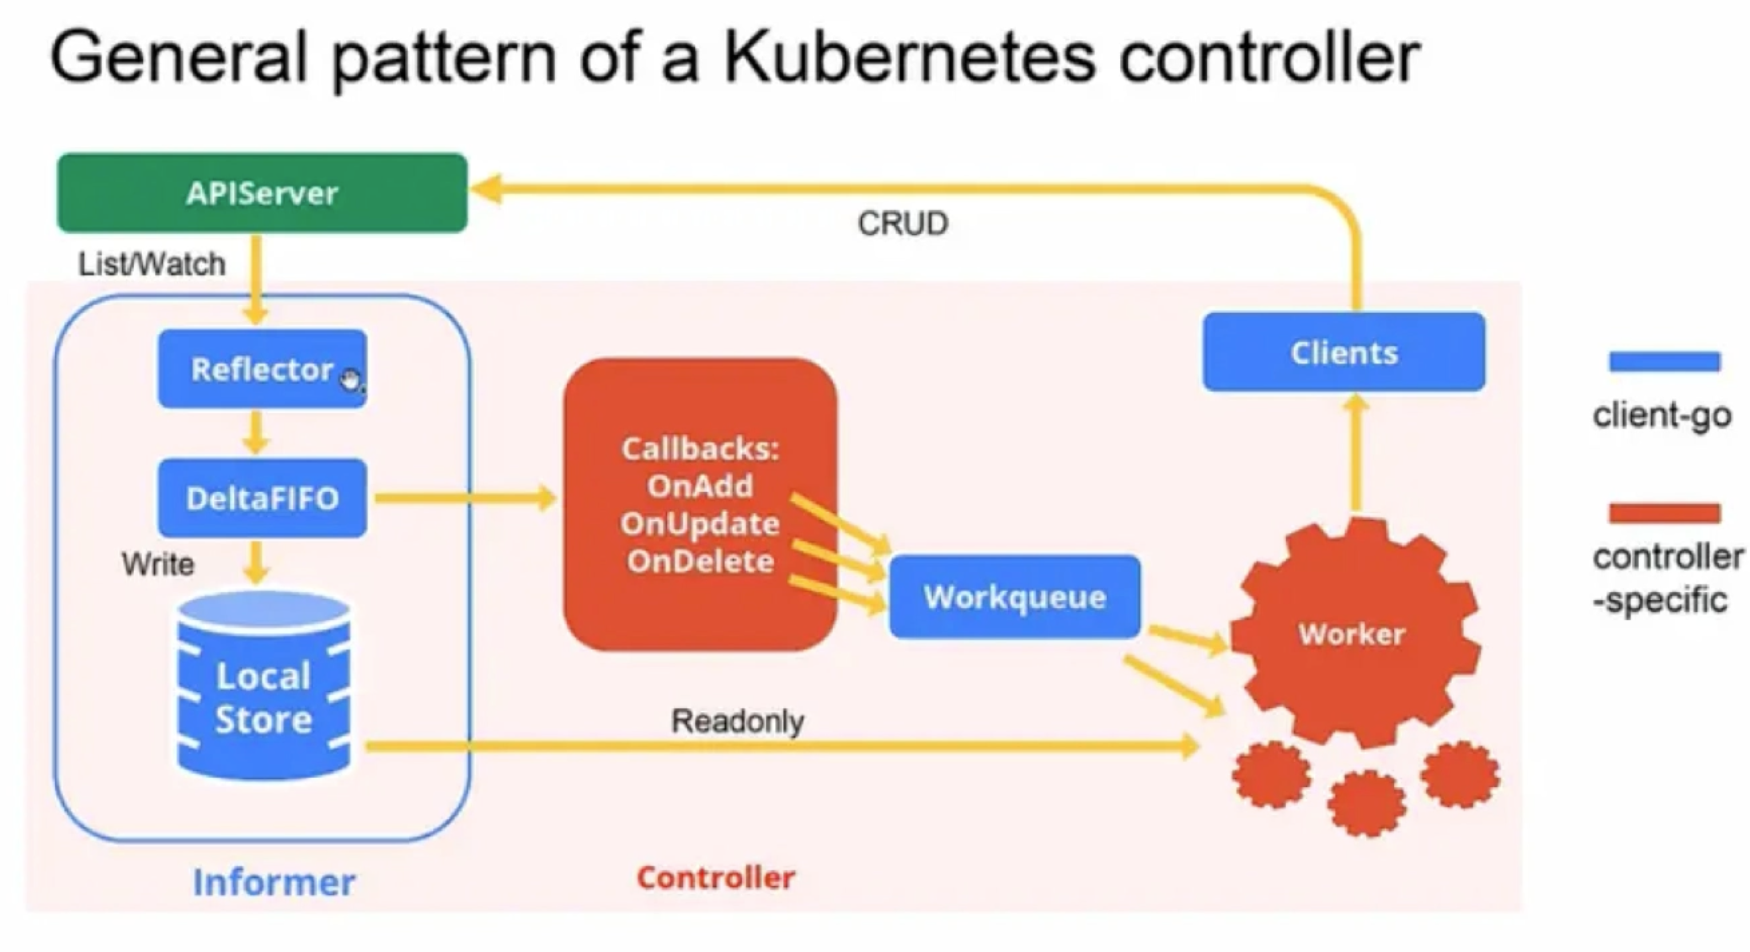 General pattern of a Kubernetes controller
APIServer
CRUD
List/Watch
Reflector
Clients
client-go
DeltaFIFO
Callbacks:
OnAdd
OnUpdate
OnDelete
Write
Workqueue
controller
-specific
Worker
Local
Store
Readonly
Informer
Controller